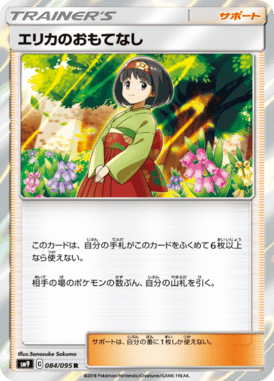 TRAINER'S
サポート
エリカのおもてなし
このカードは、自分の手札がこのカードをふくめて6枚以上
なら使えない。
相手の場のポケモンの数ぶん、自分の山札を引く。
Illus.Sanosuke Sakuma
サポートは、自分の番に1枚しか使えない。
SM9 C 084/095 R
©2018 Pokémon/Nintendo/Creatures/GAME FREAK.